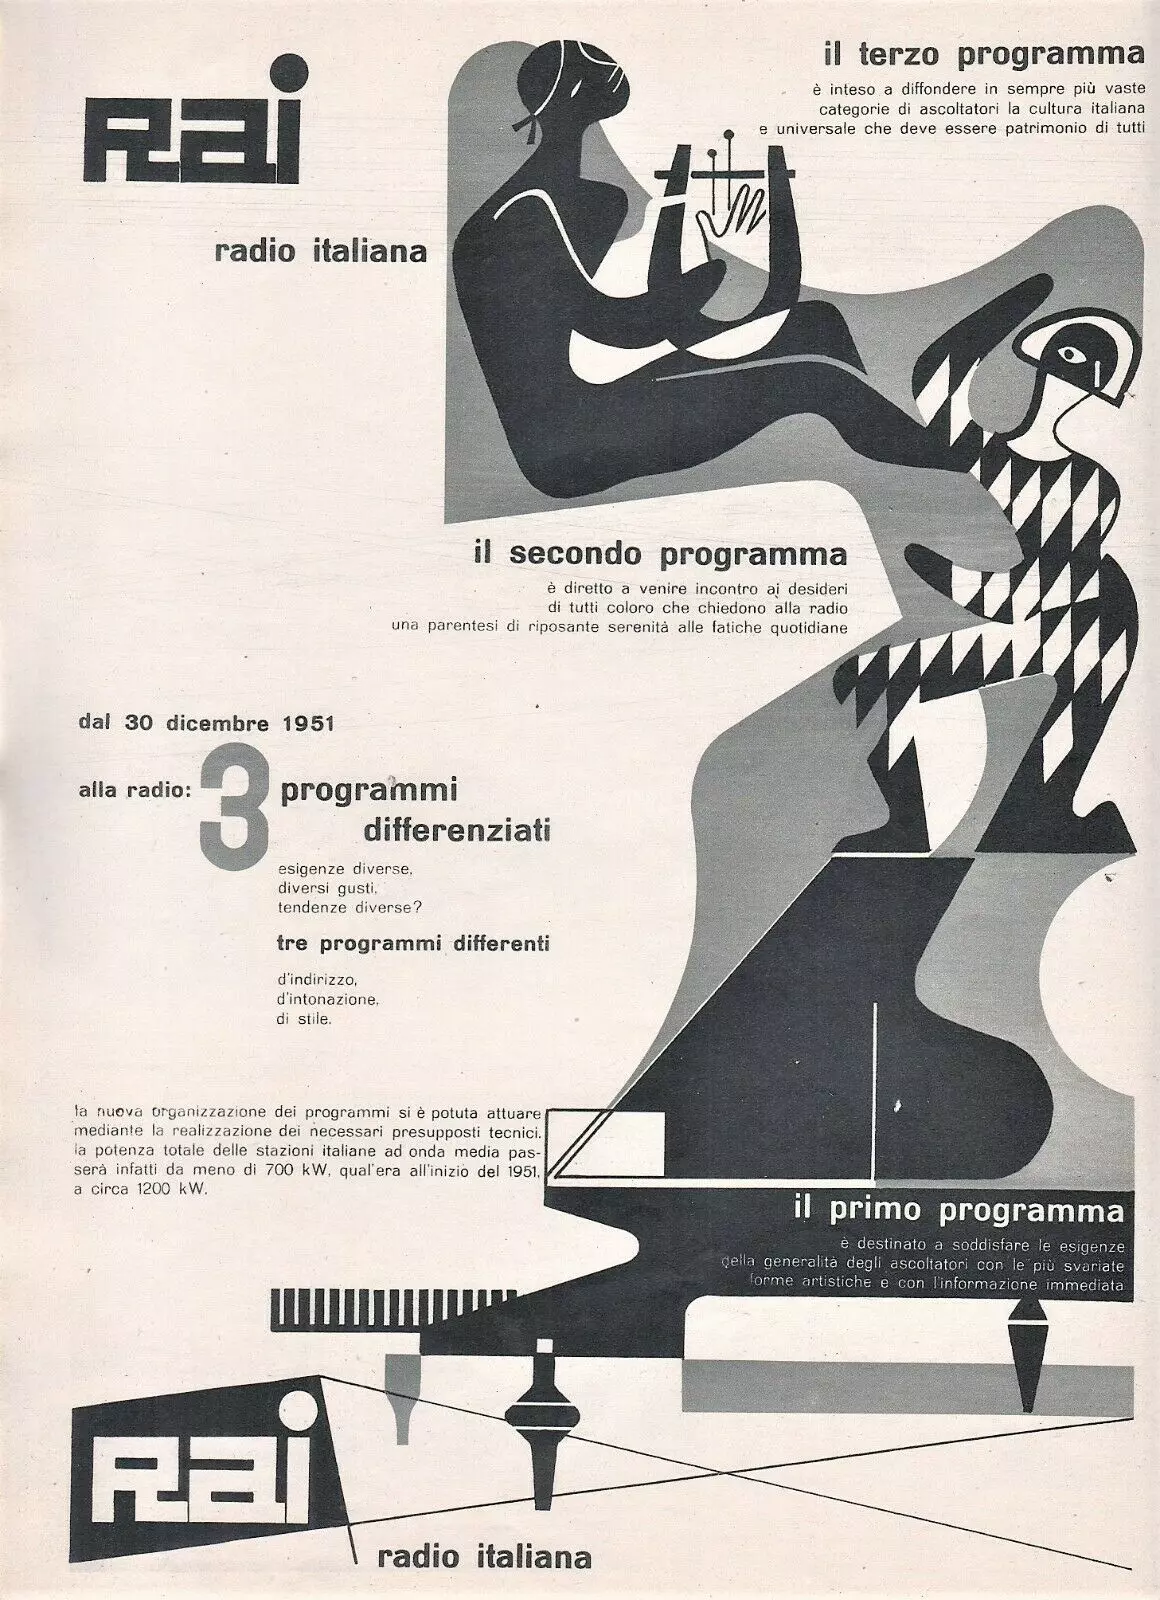 rai
radio italiana
il terzo programma
è inteso a diffondere in sempre più vaste
categorie di ascoltatori la cultura italiana
e universale che deve essere patrimonio di tutti
il secondo programma
è diretto a venire incontro ai desideri
di tutti coloro che chiedono alla radio
una parentesi di riposante serenità alle fatiche quotidiane
dal 30 dicembre 1951
alla radio: 3 programmi
differenziati
esigenze diverse,
diversi gusti,
tendenze diverse?
tre programmi differenti
d'indirizzo,
d'intonazione,
di stile.
la nuova organizzazione dei programmi si è potuta attuare
mediante la realizzazione dei necessari presupposti tecnici.
la potenza totale delle stazioni italiane ad onda media pas-
serà infatti da meno di 700 kW, qual'era all'inizio del 1951,
a circa 1200 kW.
il primo programma
è destinato a soddisfare le esigenze
della generalità degli ascoltatori con le più svariate
forme artistiche e con l'informazione immediata
rai
radio italiana